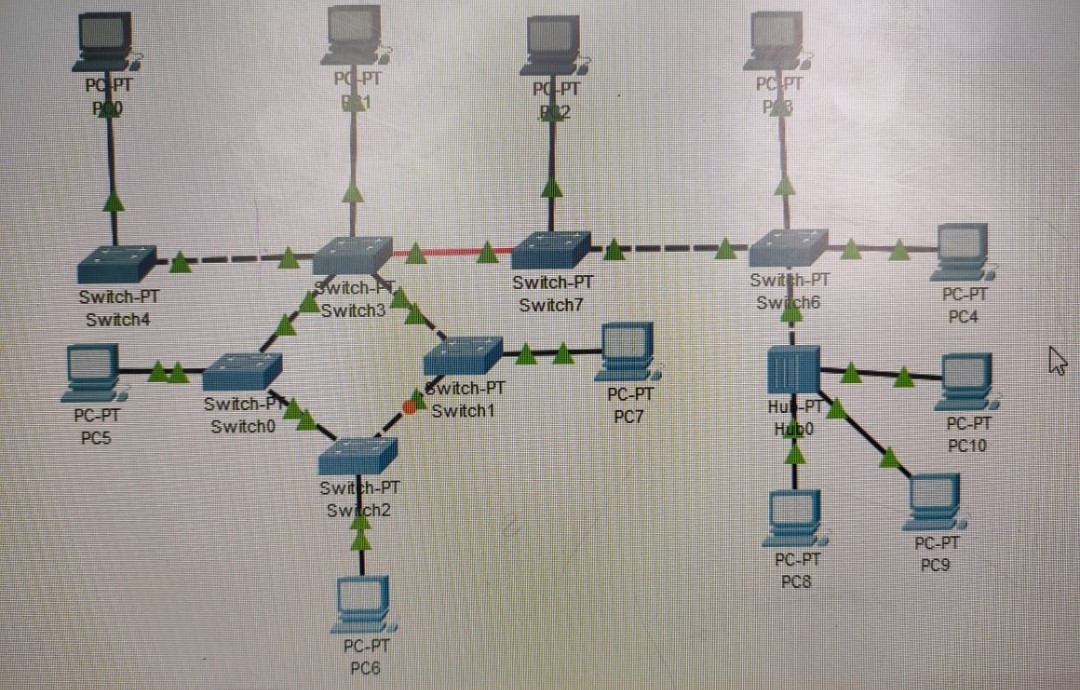 PC-PT
PC0
PC-PT
PC1
PC-PT
PC2
PC-PT
PC3
Switch-PT
Switch4
Switch-PT
Switch3
Switch-PT
Switch7
Switch-PT
Switch6
PC-PT
PC4
PC-PT
PC5
Switch-PT
Switch0
Switch-PT
Switch1
PC-PT
PC7
Hub-PT
Hub0
PC-PT
PC10
Switch-PT
Switch2
PC-PT
PC8
PC-PT
PC9
PC-PT
PC6